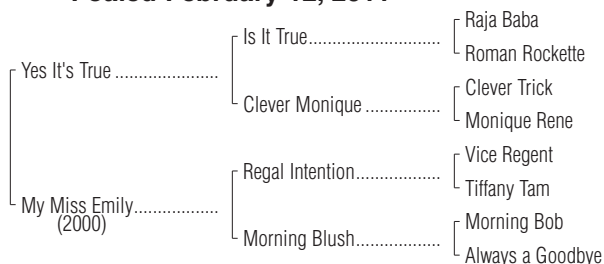 Foaled February 12,
Raja Baba
Is It True
Roman Rockette
Yes It's True
Clever Trick
Clever Monique
Monique Rene
Vice Regent
Regal Intention
Tiffany Tam
My Miss Emily
(2000)
Morning Bob
Morning Blush
Always a Goodbye